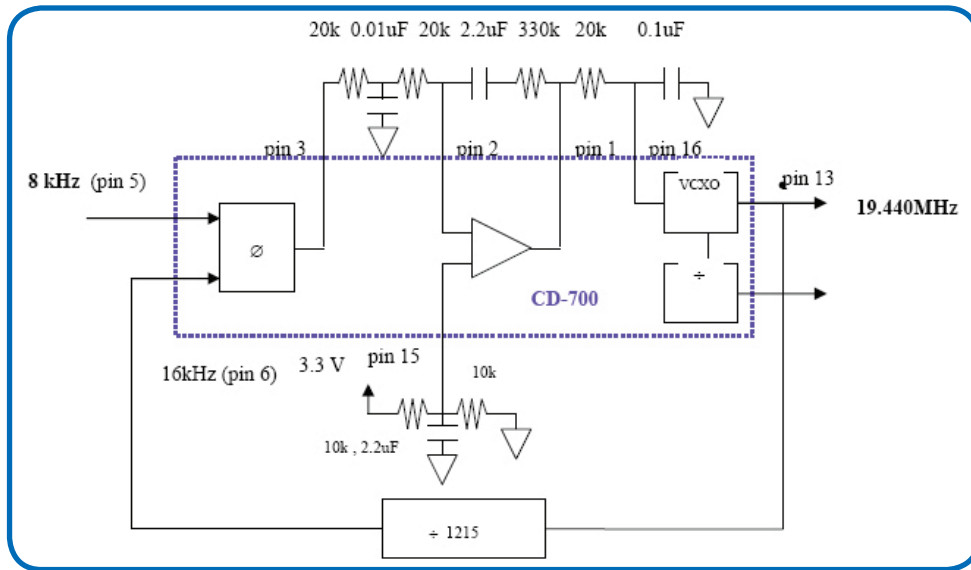 20k 0.01uF 20k 2.2uF 330k 20k 0.1uF
pin 3 pin 2 pin 1 pin 16
8 kHz (pin 5)
VCXO
pin 13
19.440MHz
Ø
÷
CD-700
16kHz (pin 6)
3.3 V
pin 15
10k
10k , 2.2uF
÷ 1215